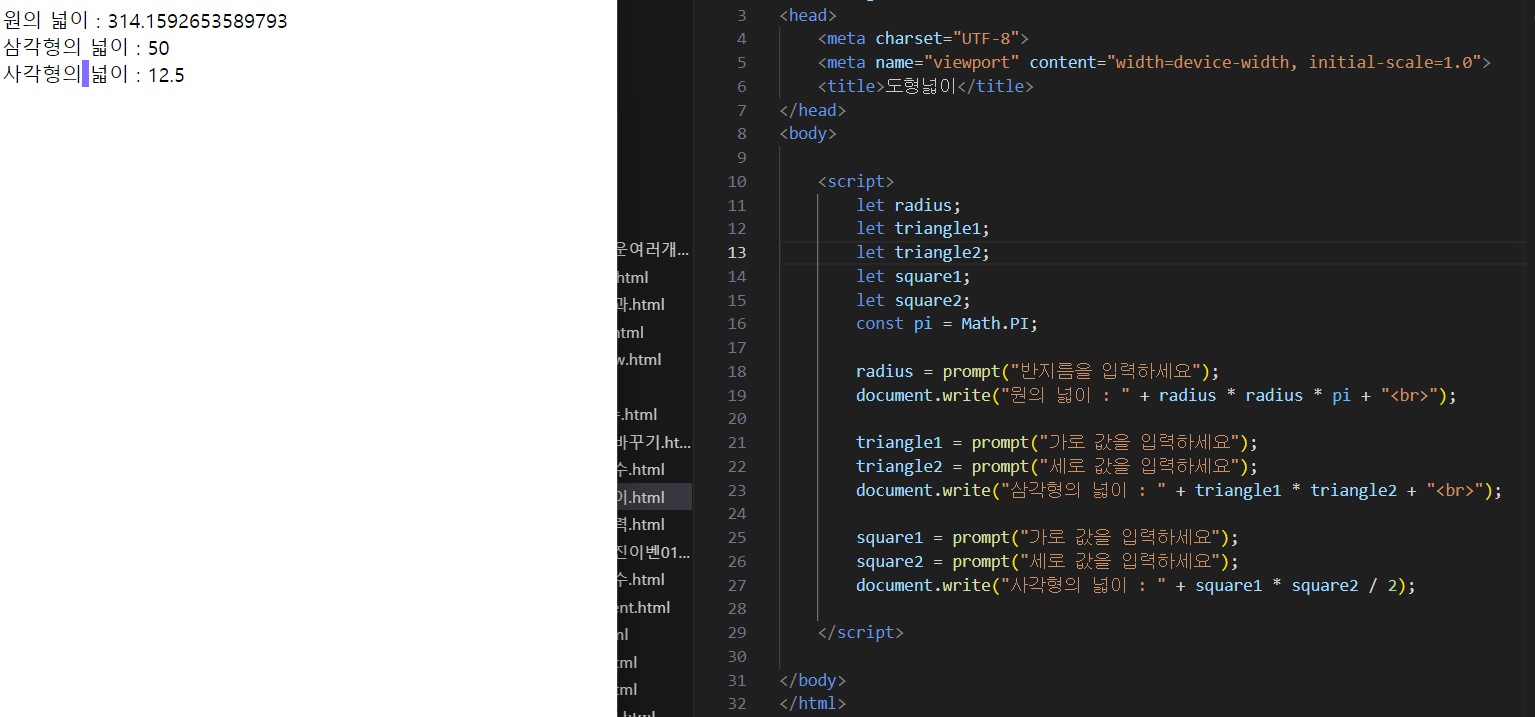 원의 넓이 : 314.1592653589793
삼각형의 넓이 : 50
사각형의 넓이 : 12.5
운여러개...
html
과.html
html
w.html
.html
바꾸기.ht...
수.html
이.html
력.html
진이벤01...
수.html
ent.html
ml
tml
tml
.html
3 <head>
4 <meta charset="UTF-8">
5 <meta name="viewport" content="width=device-width, initial-scale=1.0">
6 <title>도형넓이</title>
7 </head>
8 <body>
9
10 <script>
11 let radius;
12 let triangle1;
13 let triangle2;
14 let square1;
15 let square2;
16 const pi = Math.PI;
17
18 radius = prompt("반지름을 입력하세요");
19 document.write("원의 넓이 : " + radius * radius * pi + "<br>");
20
21 triangle1 = prompt("가로 값을 입력하세요");
22 triangle2 = prompt("세로 값을 입력하세요");
23 document.write("삼각형의 넓이 : " + triangle1 * triangle2 + "<br>");
24
25 square1 = prompt("가로 값을 입력하세요");
26 square2 = prompt("세로 값을 입력하세요");
27 document.write("사각형의 넓이 : " + square1 * square2 / 2);
28
29 </script>
30
31 </body>
32 </html>